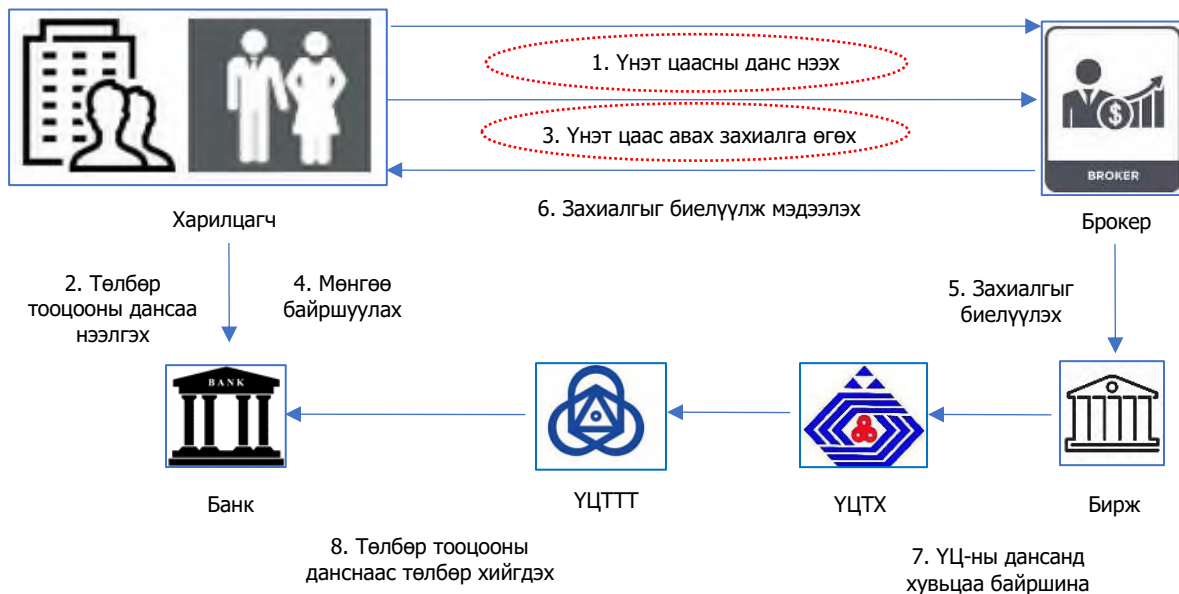 1. Үнэт цаасны данс нээх
3. Үнэт цаас авах захиалга өгөх
$
BROKER
6. Захиалгыг биелүүлж мэдээлэх
Харилцагч
Брокер
2. Төлбөр
тооцооны дансаа
нээлгэх
4. Мөнгөө
байршуулах
5. Захиалгыг
биелүүлэх
BANK
Банк
ҮЦТТТ
ҮЦТХ
Бирж
8. Төлбөр тооцооны
данснаас төлбөр хийгдэх
7. ҮЦ-ны дансанд
хувьцаа байршина